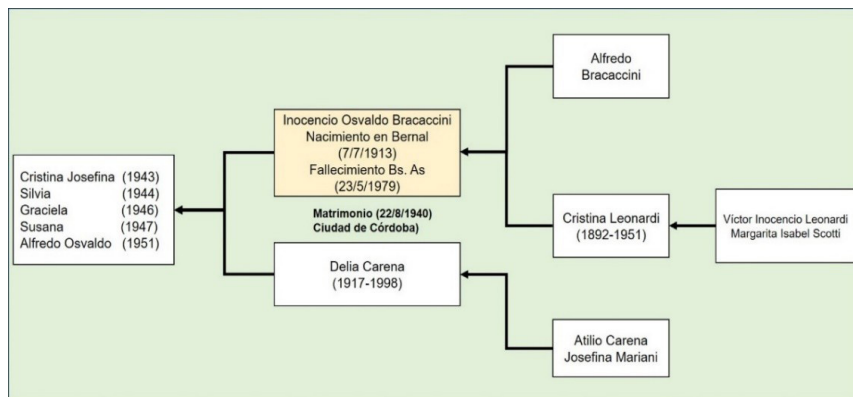 Alfredo
Bracaccini
Inocencio Osvaldo Bracaccini
Nacimiento en Bernal
(7/7/1913)
Fallecimiento Bs. As
(23/5/1979)
Cristina Josefina (1943)
Silvia (1944)
Graciela (1946)
Susana (1947)
Alfredo Osvaldo (1951)
Matrimonio (22/8/1940)
Ciudad de Córdoba)
Cristina Leonardi
(1892-1951)
Víctor Inocencio Leonardi
Margarita Isabel Scotti
Delia Carena
(1917-1998)
Atilio Carena
Josefina Mariani